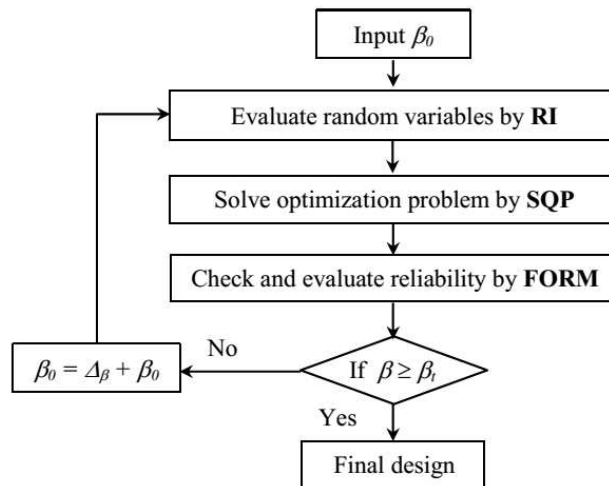 Input β₀
Evaluate random variables by RI
Solve optimization problem by SQP
Check and evaluate reliability by FORM
No
β₀ = Δᵦ + β₀
If β ≥ βₜ
Yes
Final design